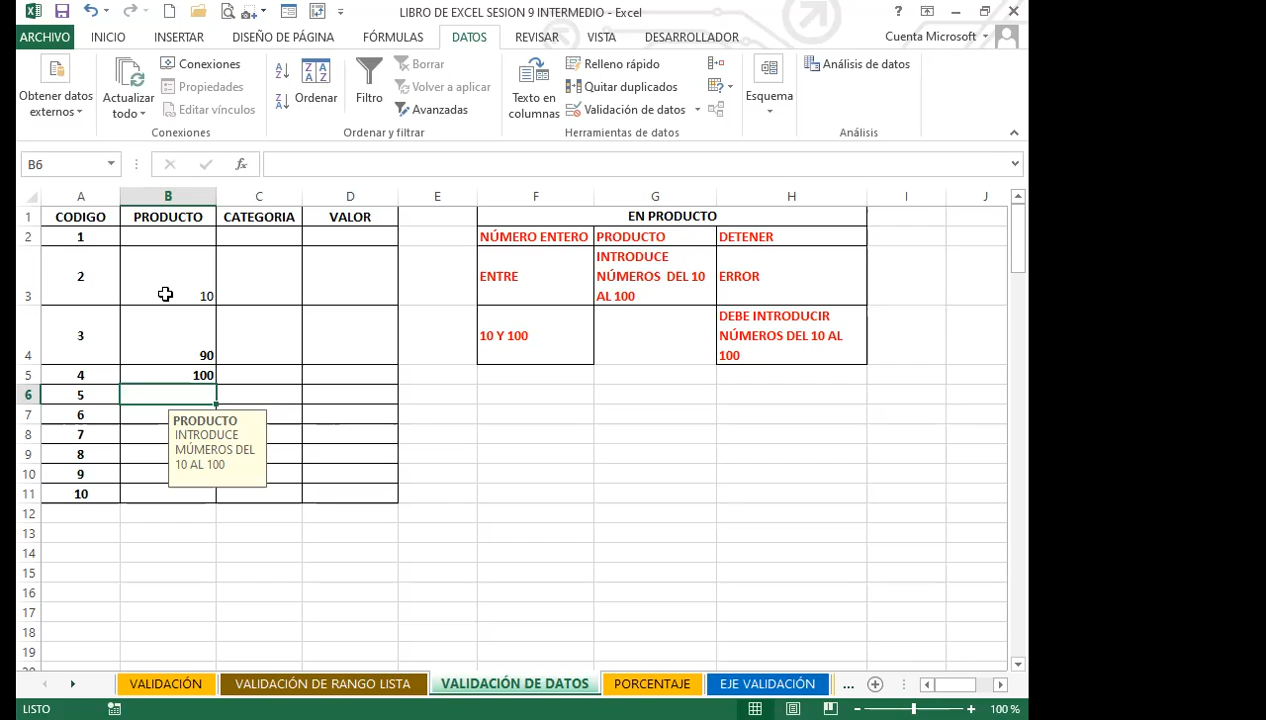 LIBRO DE EXCEL SESION 9 INTERMEDIO - Excel
?
ARCHIVO INICIO INSERTAR DISEÑO DE PÁGINA FÓRMULAS DATOS REVISAR VISTA DESARROLLADOR Cuenta Microsoft
Obtener datos externos
Actualizar todo
Conexiones
Propiedades
Editar vínculos
Conexiones
Ordenar
Filtro
Borrar
Volver a aplicar
Avanzadas
Ordenar y filtrar
Texto en columnas
Relleno rápido
Quitar duplicados
Validación de datos
Herramientas de datos
Esquema
Análisis de datos
Análisis
B6 fx
A B C D E F G H I J
1 CODIGO PRODUCTO CATEGORIA VALOR EN PRODUCTO
2 1 NÚMERO ENTERO PRODUCTO DETENER
3 2 10 ENTRE INTRODUCE NÚMEROS DEL 10 AL 100 ERROR
4 3 90 10 Y 100 DEBE INTRODUCIR NÚMEROS DEL 10 AL 100
5 4 100
6 5
7 6
8 7
9 8
10 9
11 10
12
13
14
15
16
17
18
19
PRODUCTO
INTRODUCE
MÚMEROS DEL
10 AL 100
VALIDACIÓN VALIDACIÓN DE RANGO LISTA VALIDACIÓN DE DATOS PORCENTAJE EJE VALIDACIÓN ...
LISTO 100 %